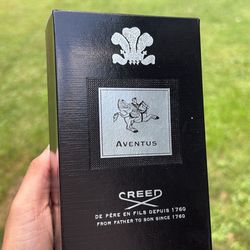 AVENTUS
CREED
DE PÈRE EN FILS DEPUIS 1760
FROM FATHER TO SON SINCE 1760